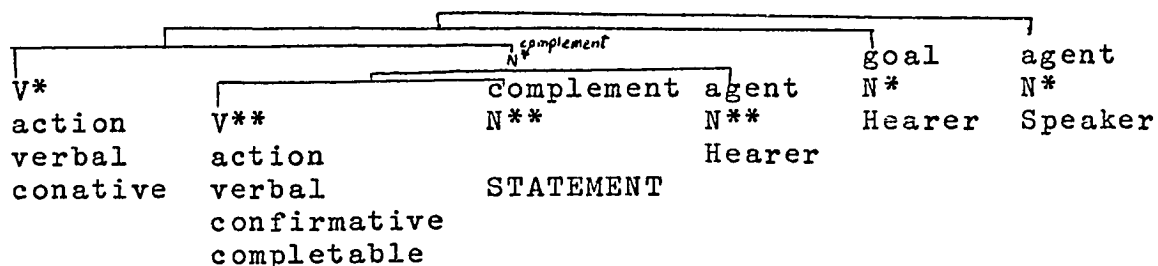 complement
N*
goal agent
V* complement agent N* N*
action V** N** N** Hearer Speaker
verbal action Hearer
conative verbal STATEMENT
confirmative
completable